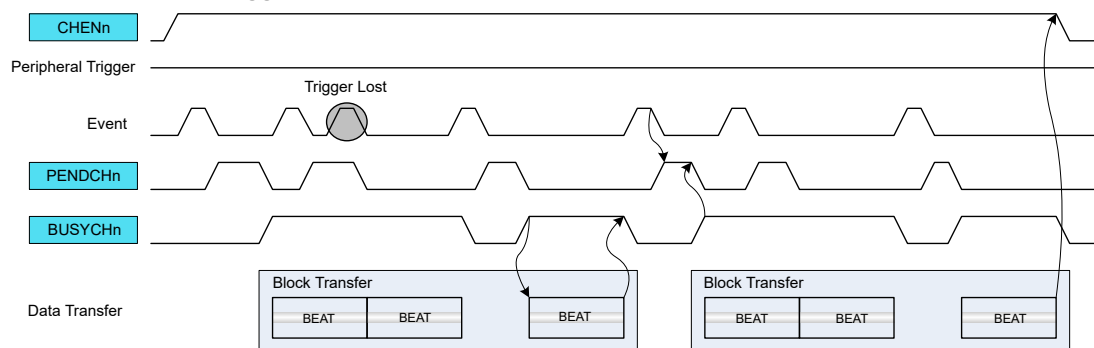 CHENn
Peripheral Trigger
Trigger Lost
Event
PENDCHn
BUSYCHn
Block Transfer
Block Transfer
Data Transfer
BEAT
BEAT
BEAT
BEAT
BEAT
BEAT